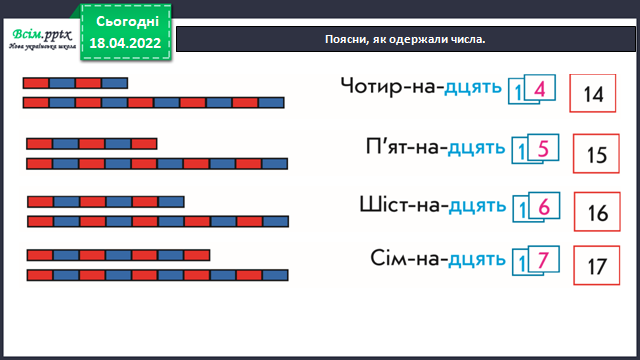 Всім.pptx
Нова українська школа
Сьогодні
18.04.2022
Поясни, як одержали числа.
Чотир-на-дцять 1 4 14
П'ят-на-дцять 1 5 15
Шіст-на-дцять 1 6 16
Сім-на-дцять 1 7 17